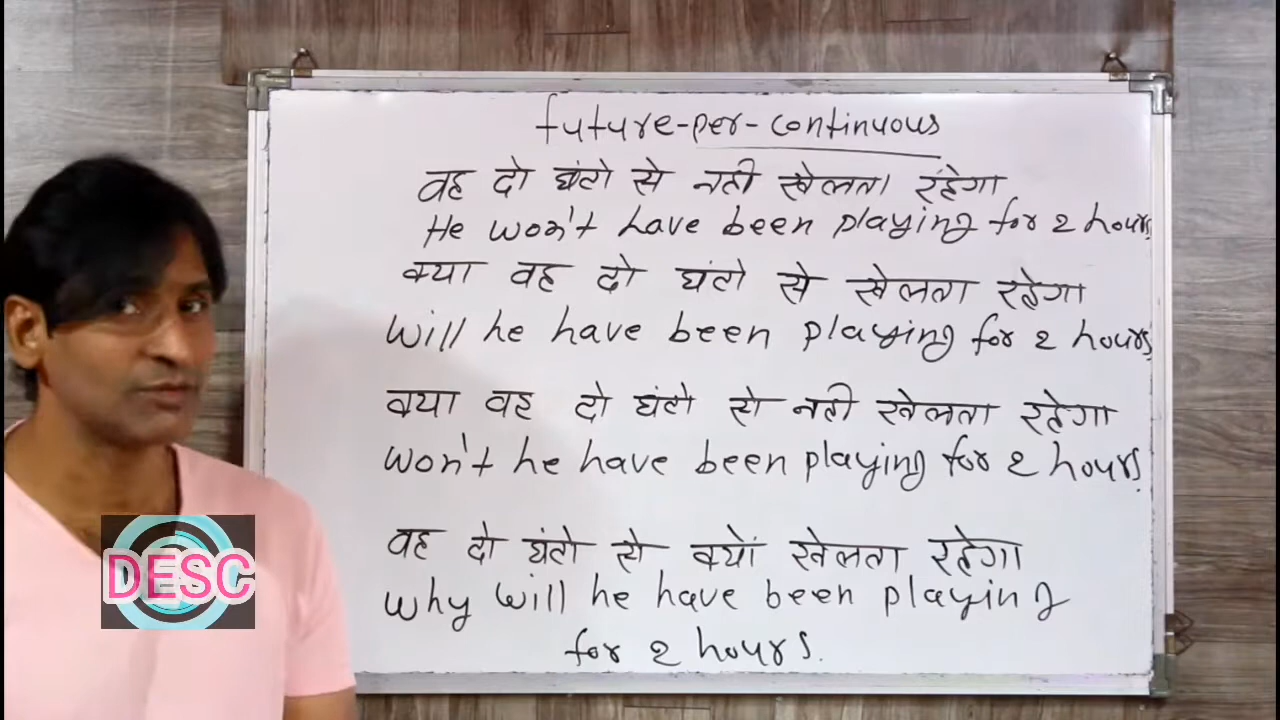 future-per-continuous
वह दो घंटो से नही खेलता रहेगा
He won't have been playing for 2 hours.
क्या वह दो घंटो से खेलता रहेगा
Will he have been playing for 2 hours.
क्या वह दो घंटो से नही खेलता रहेगा
Won't he have been playing for 2 hours.
वह दो घंटो से क्यों खेलता रहेगा
Why will he have been playing
for 2 hours.
DESC